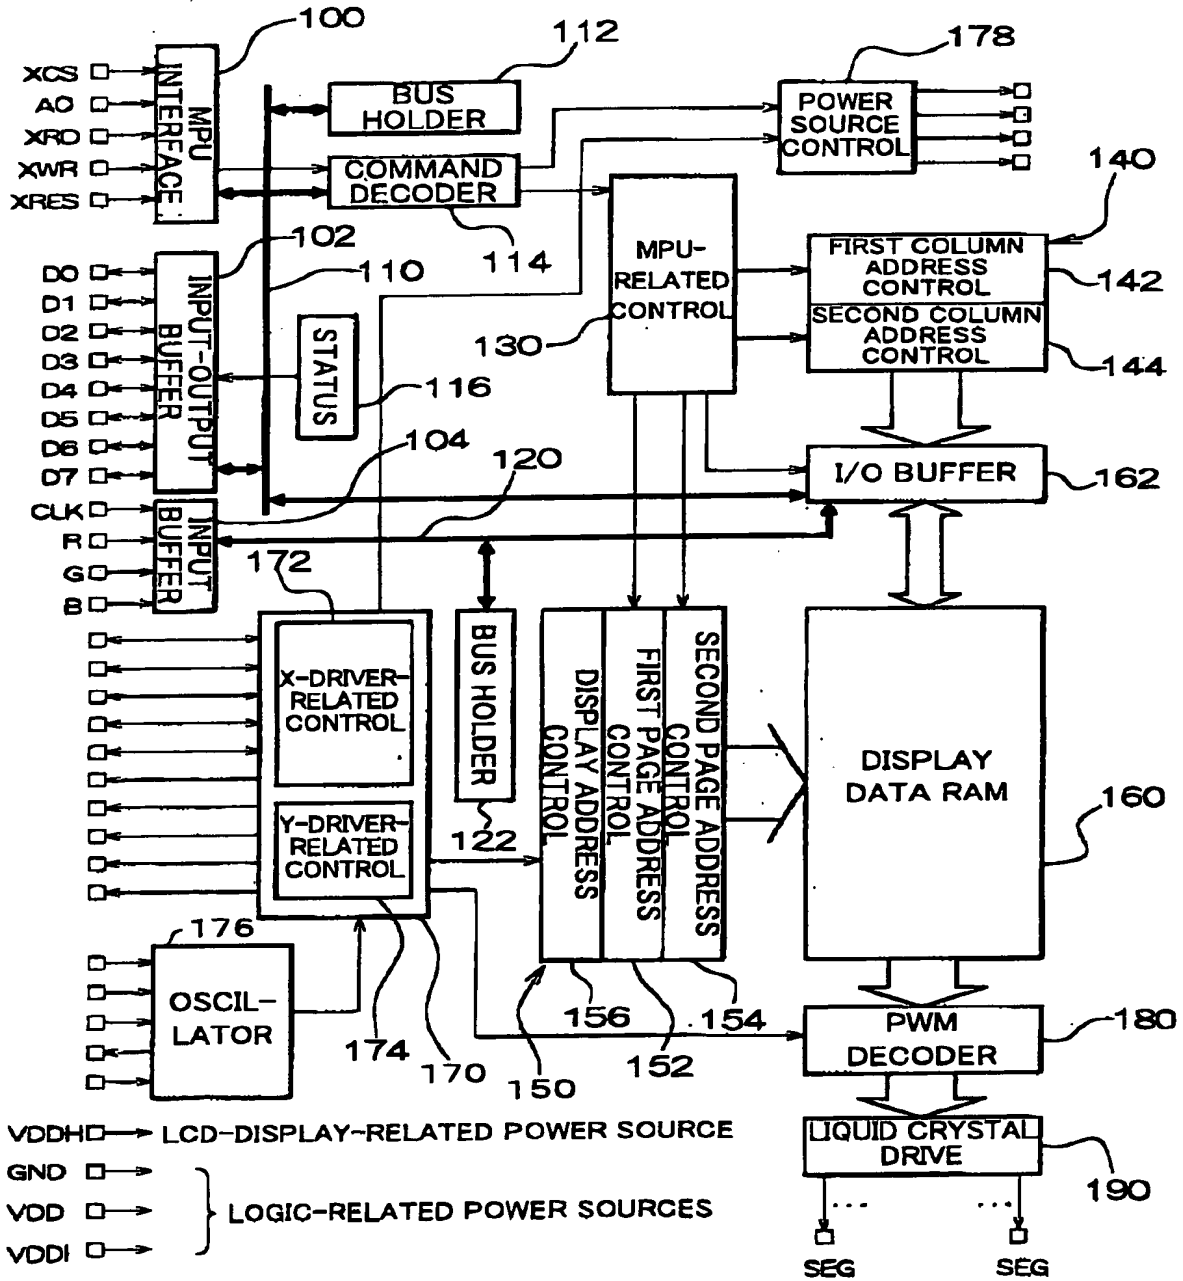 100
XCS
A0
XRD
XWR
XRES
MPU
INTERFACE
112
BUS
HOLDER
COMMAND
DECODER
114
178
POWER
SOURCE
CONTROL
140
FIRST COLUMN
ADDRESS
CONTROL
142
SECOND COLUMN
ADDRESS
CONTROL
144
MPU-
RELATED
CONTROL
130
102
110
D0
D1
D2
D3
D4
D5
D6
D7
INPUT-OUTPUT
BUFFER
STATUS
116
104
120
I/O BUFFER
162
CLK
R
G
B
INPUT
BUFFER
172
X-DRIVER-
RELATED
CONTROL
Y-DRIVER-
RELATED
CONTROL
BUS HOLDER
122
DISPLAY ADDRESS
CONTROL
FIRST PAGE ADDRESS
CONTROL
SECOND PAGE ADDRESS
CONTROL
DISPLAY
DATA RAM
160
176
OSCIL-
LATOR
174
170
150
156
152
154
PWM
DECODER
180
LIQUID CRYSTAL
DRIVE
190
VDDH
LCD-DISPLAY-RELATED POWER SOURCE
GND
VDD
VDDI
LOGIC-RELATED POWER SOURCES
.... ....
SEG
SEG